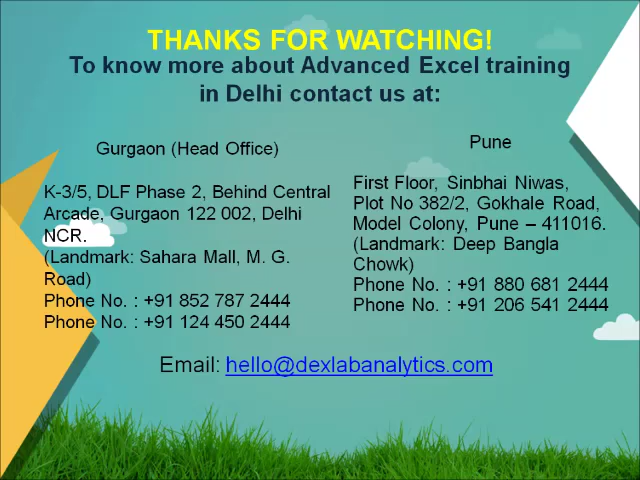 THANKS FOR WATCHING!
To know more about Advanced Excel training
in Delhi contact us at:
Gurgaon (Head Office)
K-3/5, DLF Phase 2, Behind Central
Arcade, Gurgaon 122 002, Delhi
NCR.
(Landmark: Sahara Mall, M. G.
Road)
Phone No. : +91 852 787 2444
Phone No. : +91 124 450 2444
Pune
First Floor, Sinbhai Niwas,
Plot No 382/2, Gokhale Road,
Model Colony, Pune – 411016.
(Landmark: Deep Bangla
Chowk)
Phone No. : +91 880 681 2444
Phone No. : +91 206 541 2444
Email: hello@dexlabanalytics.com